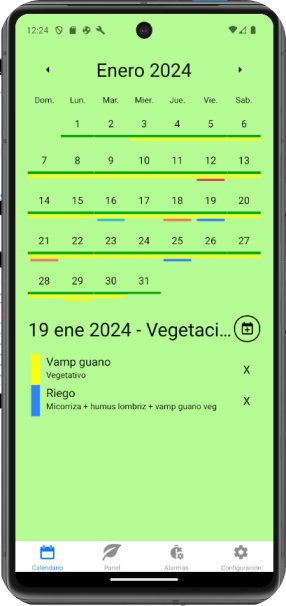 12:24
Enero 2024
Dom. Lun. Mar. Mier. Jue. Vie. Sab.
1 2 3 4 5 6
7 8 9 10 11 12 13
14 15 16 17 18 19 20
21 22 23 24 25 26 27
28 29 30 31
19 ene 2024 - Vegetaci...
Vamp guano
Vegetativo
X
Riego
Micorriza + humus lombriz + vamp guano veg
X
Calendario Panel Alarmas Configuración